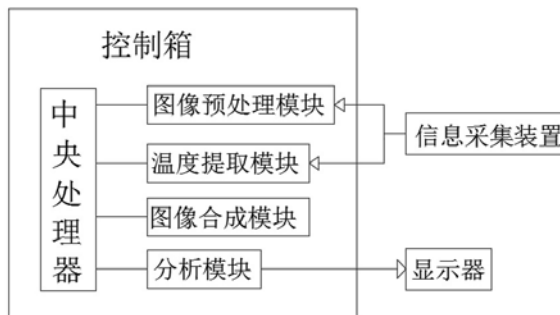 控制箱
中央处理器
图像预处理模块
温度提取模块
图像合成模块
分析模块
信息采集装置
显示器